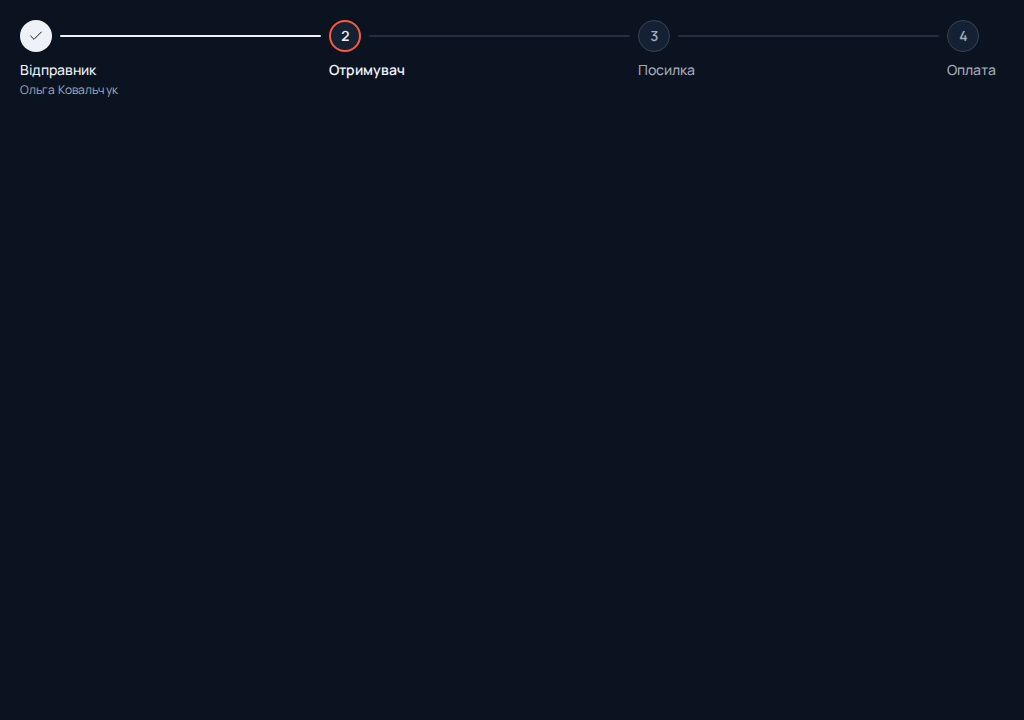 2
3
4
Відправник
Отримувач
Посилка
Оплата
Ольга Ковальчук